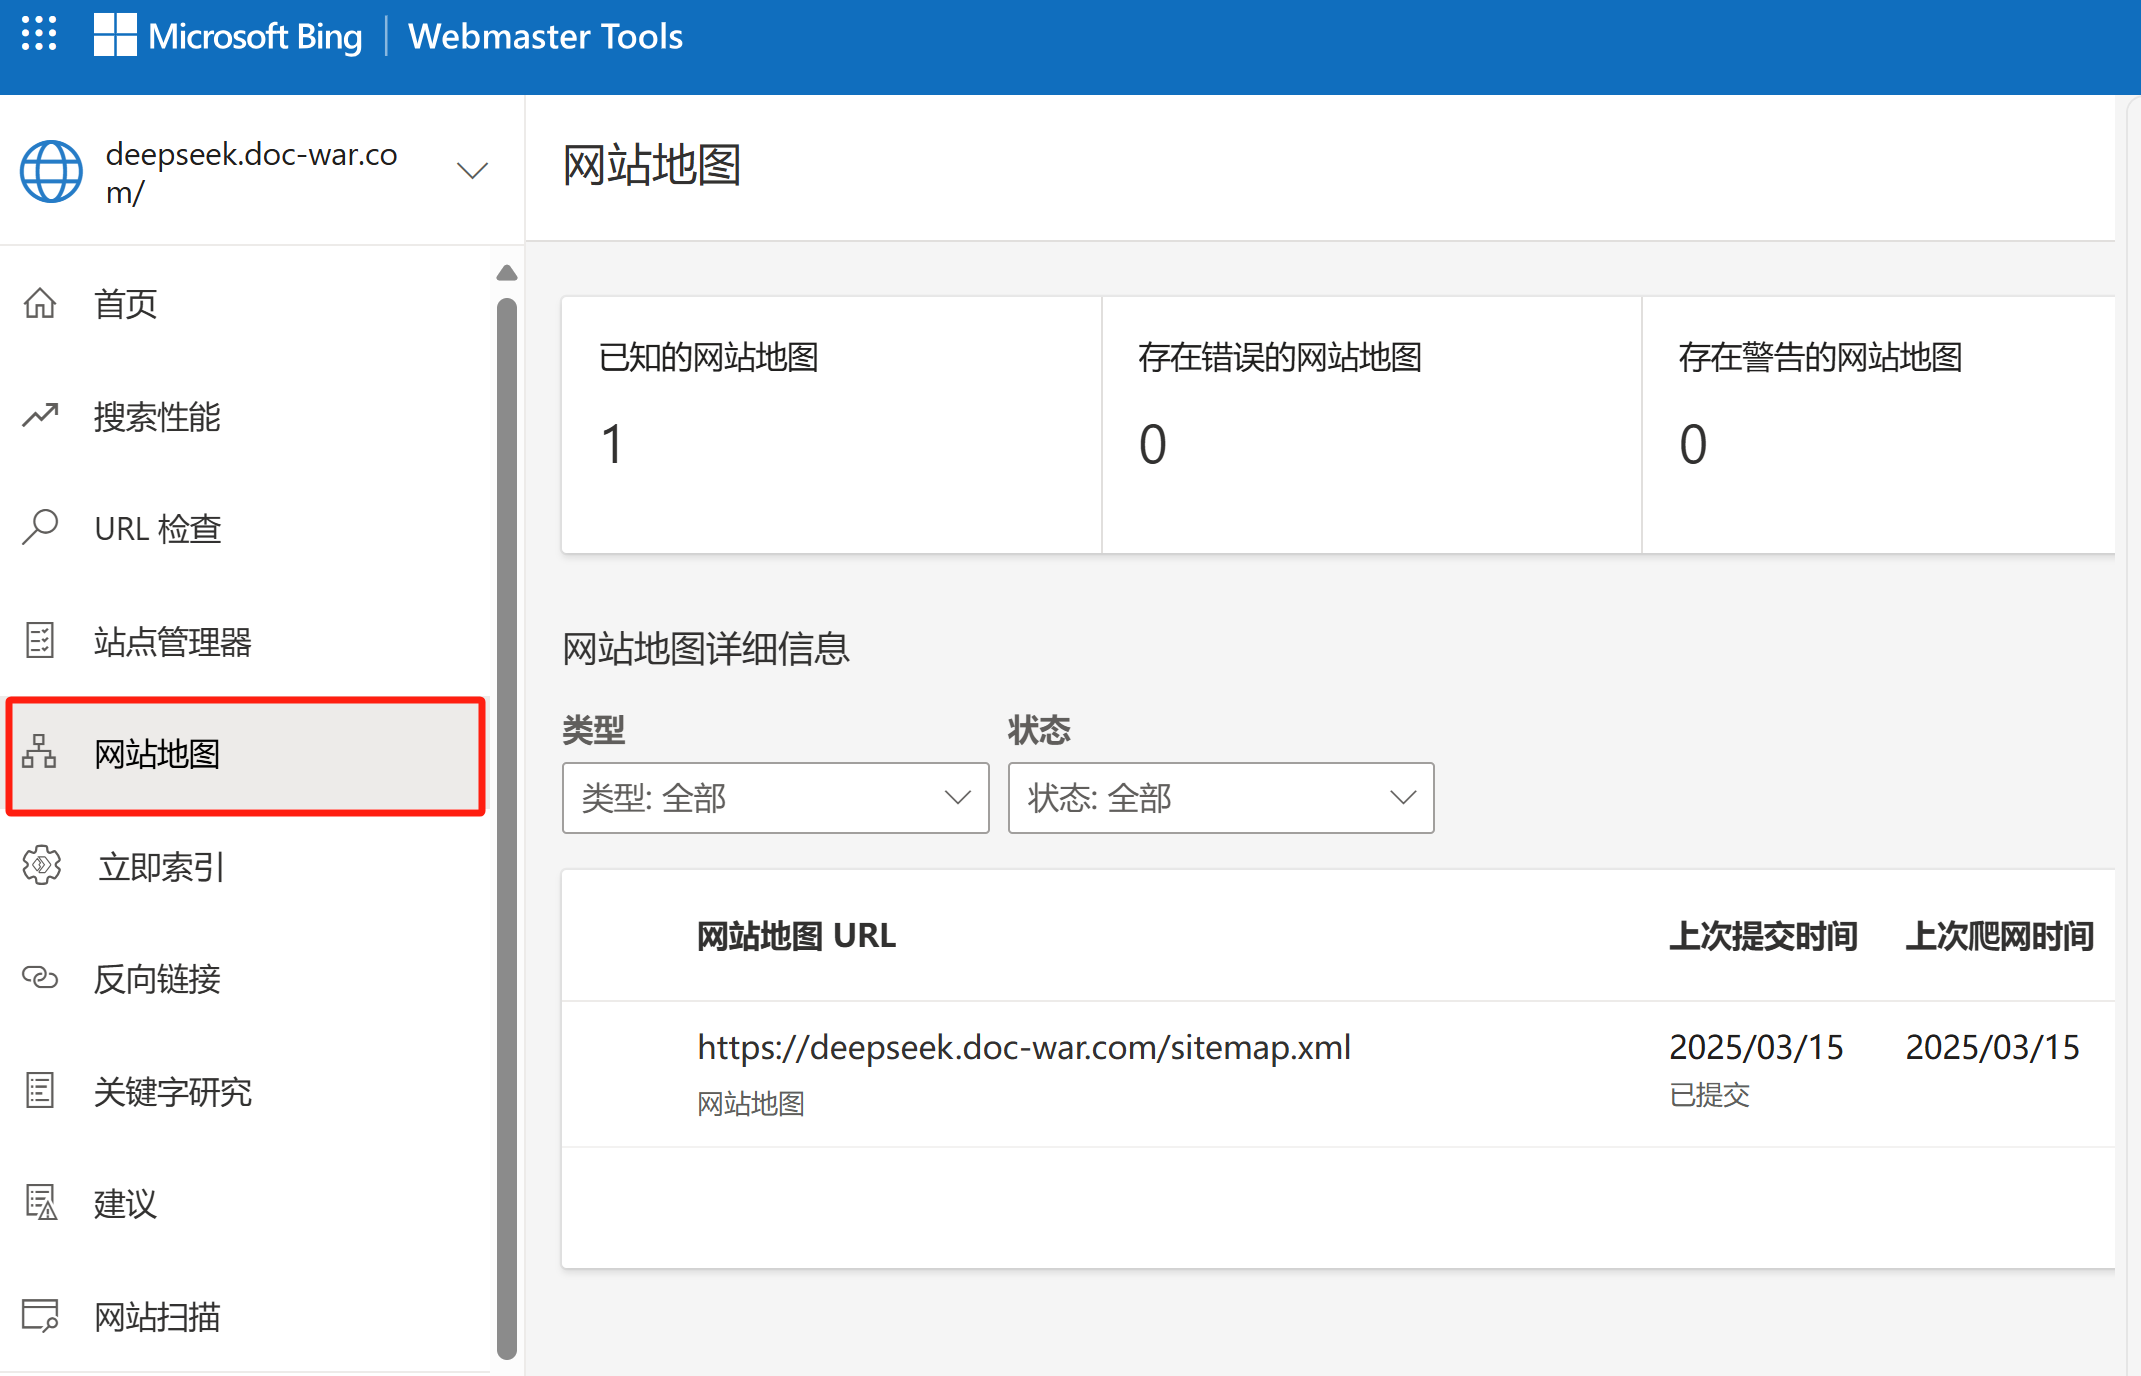 Microsoft Bing | Webmaster Tools
deepseek.doc-war.co
m/
首页
搜索性能
URL 检查
站点管理器
网站地图
立即索引
反向链接
关键字研究
建议
网站扫描
网站地图
已知的网站地图
1
存在错误的网站地图
0
存在警告的网站地图
0
网站地图详细信息
类型
类型: 全部
状态
状态: 全部
网站地图 URL
上次提交时间
上次爬网时间
https://deepseek.doc-war.com/sitemap.xml
网站地图
2025/03/15
已提交
2025/03/15